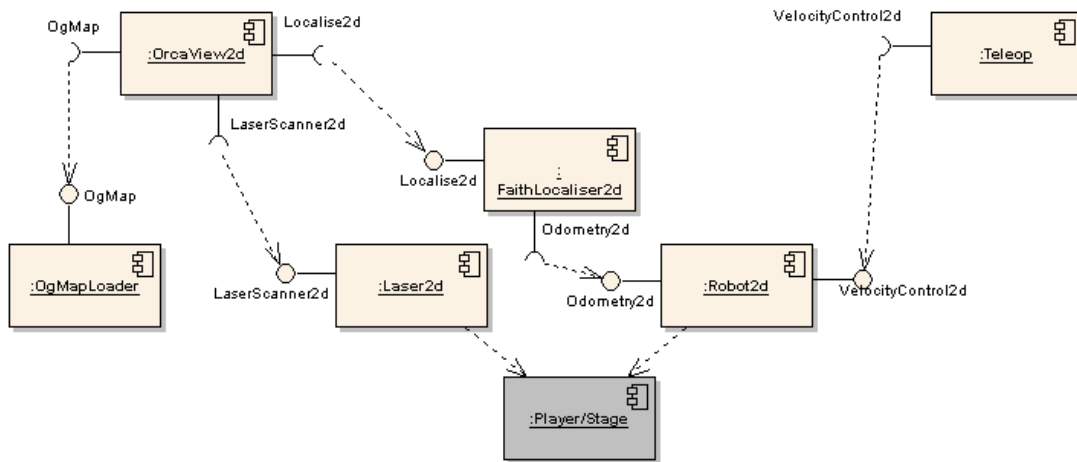 Localise2d
VelocityControl2d
OgMap
:OrcaView2d
:Teleop
LaserScanner2d
:
FaithLocaliser2d
Localise2d
OgMap
Odometry2d
:OgMapLoader
LaserScanner2d
:Laser2d
Odometry2d
:Robot2d
VelocityControl2d
:Player/Stage